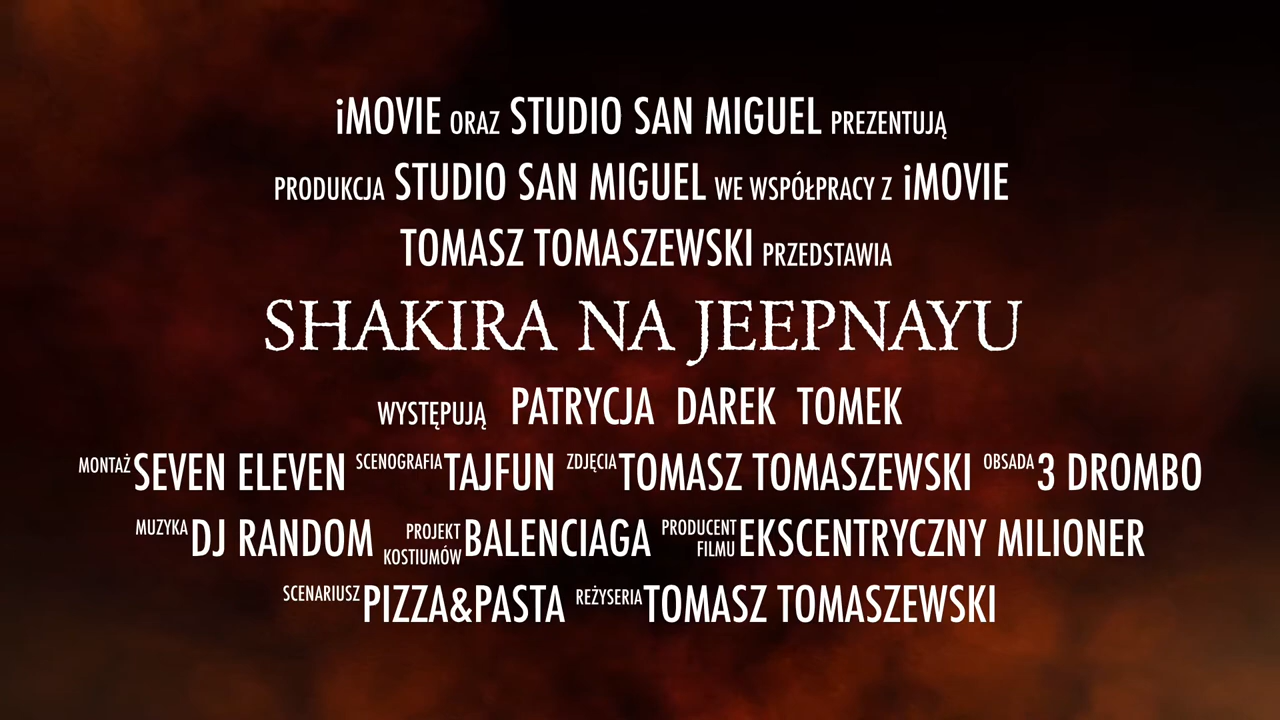 iMOVIE ORAZ STUDIO SAN MIGUEL PREZENTUJĄ
PRODUKCJA STUDIO SAN MIGUEL WE WSPÓŁPRACY Z iMOVIE
TOMASZ TOMASZEWSKI PRZEDSTAWIA
SHAKIRA NA JEEPNAYU
WYSTĘPUJĄ PATRYCJA DAREK TOMEK
MONTAŻ SEVEN ELEVEN SCENOGRAFIA TAJFUN ZDJĘCIA TOMASZ TOMASZEWSKI OBSADA 3 DROMBO
MUZYKA DJ RANDOM PROJEKT KOSTIUMÓW BALENCIAGA PRODUCENT FILMU EKSCENTRYCZNY MILIONER
SCENARIUSZ PIZZA&PASTA REŻYSERIA TOMASZ TOMASZEWSKI